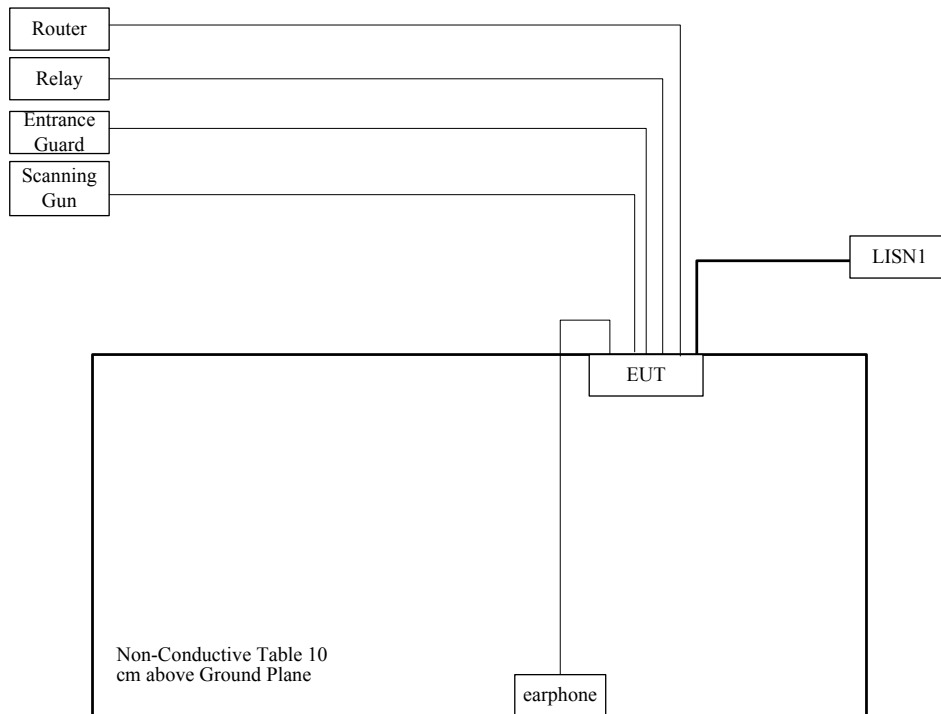 Router
Relay
Entrance
Guard
Scanning
Gun
LISN1
EUT
Non-Conductive Table 10
cm above Ground Plane
earphone